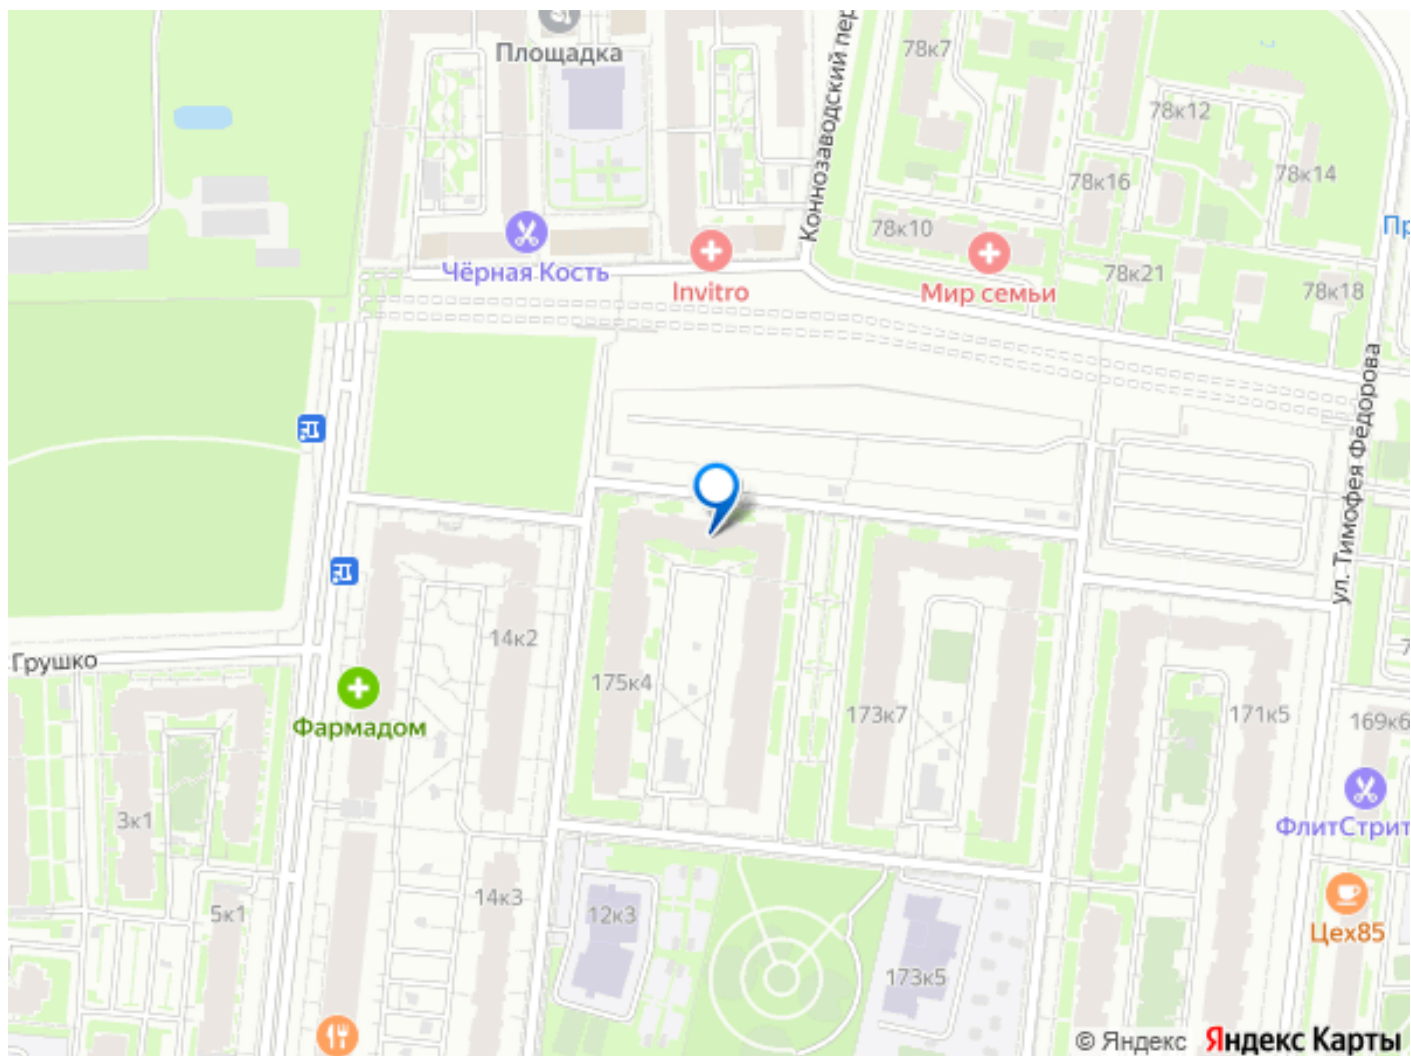 Площадка
Коннозаводский пер
78к7
78к12
78к14
78к16
78к10
Пр
Чёрная Кость
Invitro
Мир семьи
78к21
78к18
ул. Тимофея Фёдорова
Грушко
14к2
175к4
173к7
171к5
169к6
7
Фармадом
3к1
ФлитСтрит
5к1
14к3
12к3
173к5
Цех85
© Яндекс Яндекс Карты